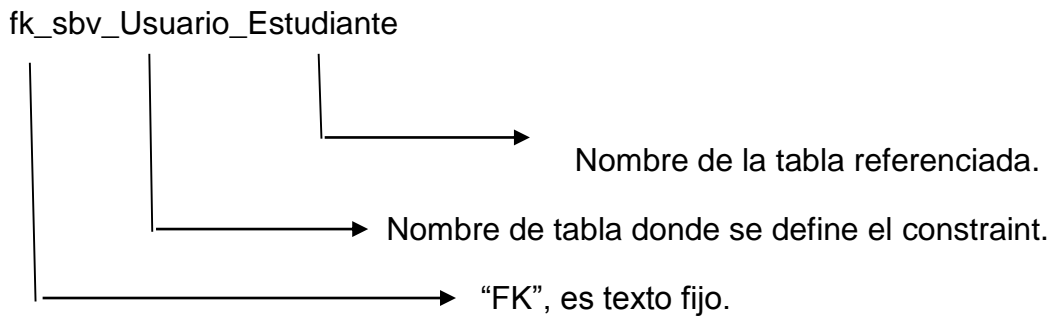 fk_sbv_Usuario_Estudiante
Nombre de la tabla referenciada.
Nombre de tabla donde se define el constraint.
“FK”, es texto fijo.